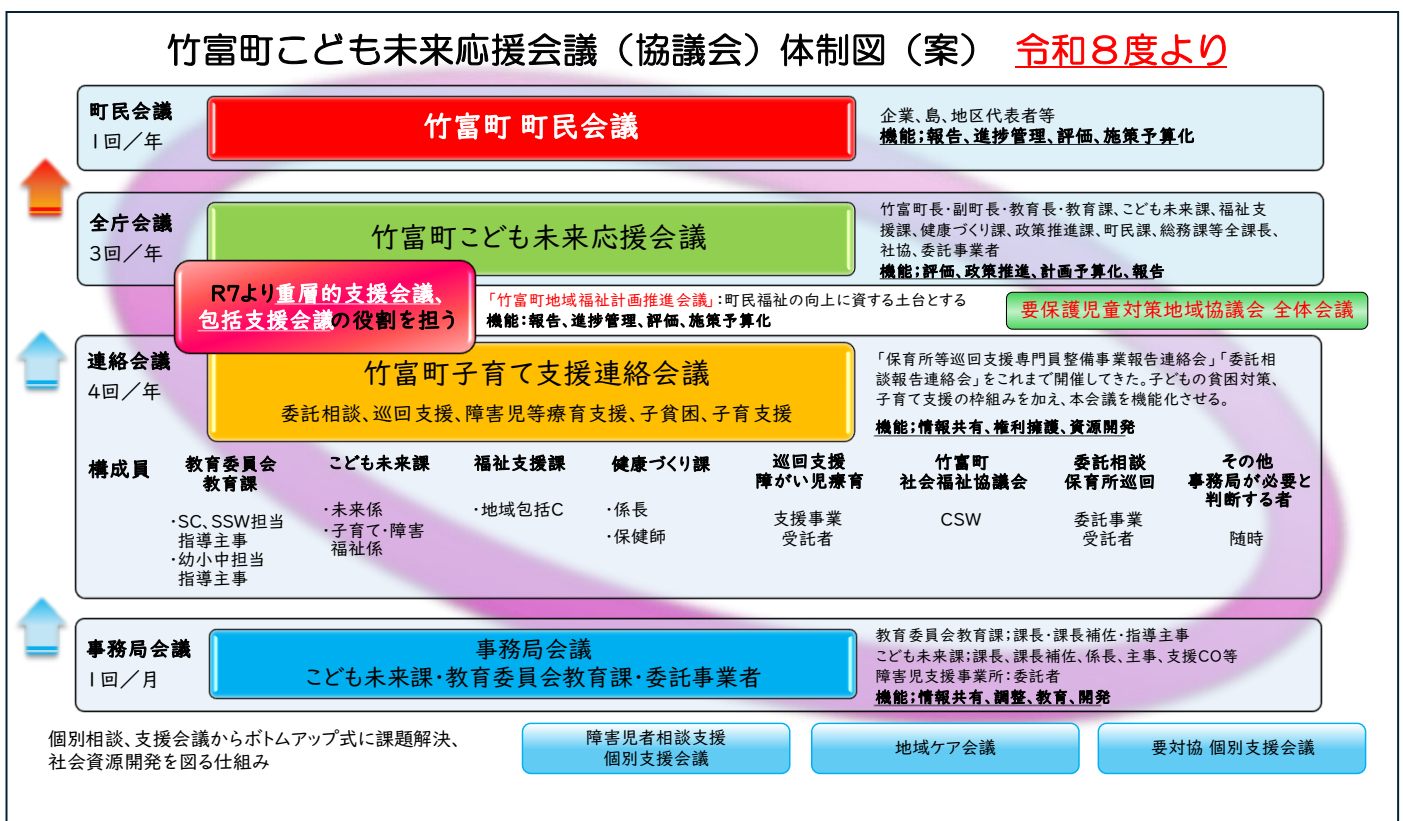 竹富町こども未来応援会議（協議会）体制図（案）　令和８度より
町民会議
1回／年
竹富町 町民会議
企業、島、地区代表者等
機能;報告、進捗管理、評価、施策予算化
全庁会議
3回／年
竹富町こども未来応援会議
竹富町長・副町長・教育長・教育課、こども未来課、福祉支
援課、健康づくり課、政策推進課、町民課、総務課等全課長、
社協、委託事業者
機能;評価、政策推進、計画予算化、報告
R7より重層的支援会議、
包括支援会議の役割を担う
「竹富町地域福祉計画推進会議」:町民福祉の向上に資する土台とする
機能:報告、進捗管理、評価、施策予算化
要保護児童対策地域協議会 全体会議
連絡会議
4回／年
竹富町子育て支援連絡会議
委託相談、巡回支援、障害児等療育支援、子貧困、子育支援
「保育所等巡回支援専門員整備事業報告連絡会」「委託相
談報告連絡会」をこれまで開催してきた。子どもの貧困対策、
子育て支援の枠組みを加え、本会議を機能化させる。
機能;情報共有、権利擁護、資源開発
構成員
教育委員会
教育課
・SC、SSW担当
指導主事
・幼小中担当
指導主事
こども未来課
・未来係
・子育て・障害
福祉係
福祉支援課
・地域包括C
健康づくり課
・係長
・保健師
巡回支援
障がい児療育
支援事業
受託者
竹富町
社会福祉協議会
CSW
委託相談
保育所巡回
委託事業
受託者
その他
事務局が必要と
判断する者
随時
事務局会議
1回／月
事務局会議
こども未来課・教育委員会教育課・委託事業者
教育委員会教育課;課長・課長補佐・指導主事
こども未来課;課長、課長補佐、係長、主事、支援CO等
障害児支援事業所:委託者
機能;情報共有、調整、教育、開発
個別相談、支援会議からボトムアップ式に課題解決、
社会資源開発を図る仕組み
障害児者相談支援
個別支援会議
地域ケア会議
要対協 個別支援会議